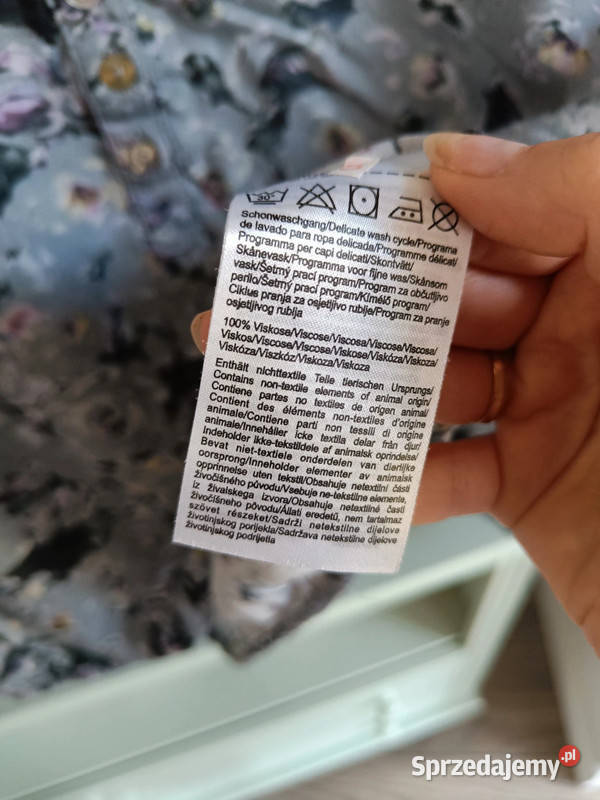 30°
Schonwaschgang/Delicate wash cycle/Programa
de lavado para ropa delicada/Programme délicat/
Programma per capi delicati/Skontvätt/
Skånevask/Programma voor fijne was/Skånsom
vask/Šetrný prací program/Program za občutljivo
perilo/Šetrný prací program/Kímélő program/
Ciklus pranja za osjetljivo rublje/Program za pranje
osjetljivog rublja
100% Viskose/Viscose/Viscosa/Viscose/Viscosa/
Viskos/Viscose/Viscose/Viskose/Viskóza/Viskoza/
Viskóza/Viszkóz/Viskoza/Viskoza
Enthält nichttextile Teile tierischen Ursprungs/
Contains non-textile elements of animal origin/
Contiene partes no textiles de origen animal/
Contient des éléments non-textiles d'origine
animale/Contiene parti non tessili di origine
animale/Innehåller icke textila delar från djur/
Indeholder ikke-tekstildele af animalsk oprindelse/
Bevat niet-textiele onderdelen van dierlijke
oorsprong/Inneholder elementer av animalsk
opprinnelse uten tekstil/Obsahuje netextilní části
živočišného původu/Vsebuje ne-tekstilne elemente,
iz živalskega izvora/Obsahuje netextilné časti
živočíšneho pôvodu/Állati eredetű, nem tartalmaz
szövet részeket/Sadrži netekstilne dijelove
životinjskog porijekla/Sadržava netekstilne dijelove
životinjskog podrijetla
Sprzedajemy.pl